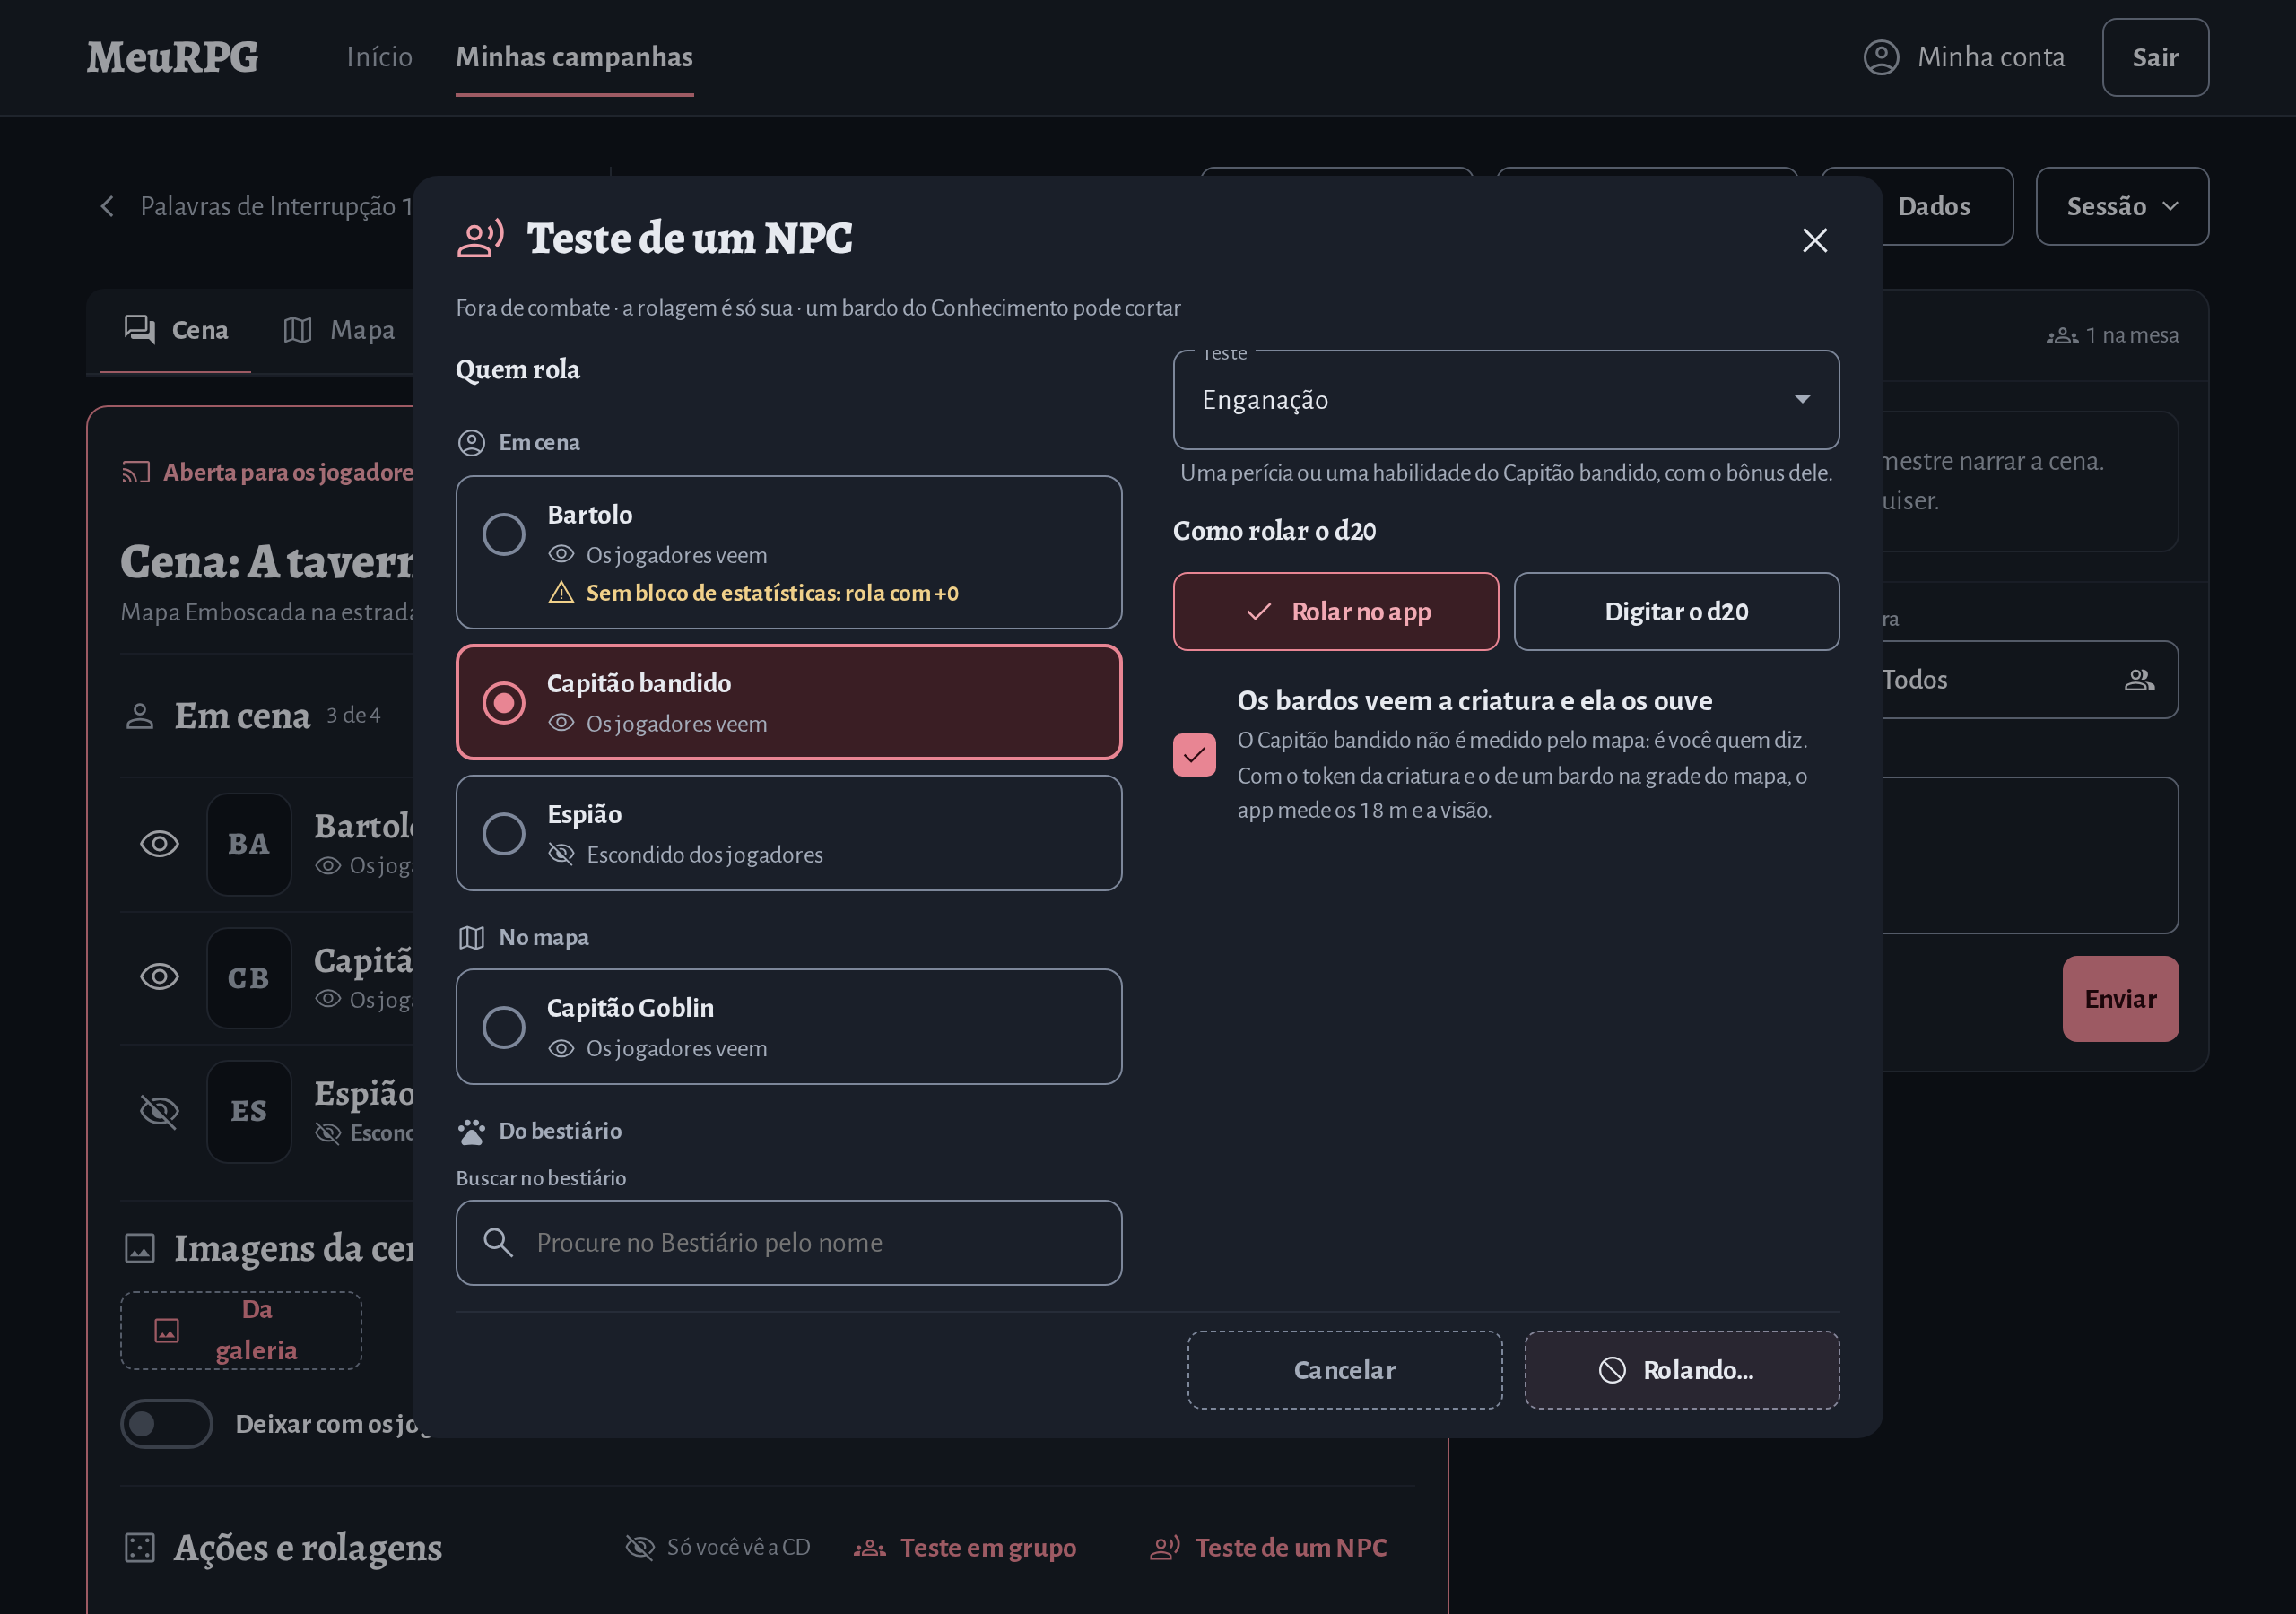 MeuRPG
Início
Minhas campanhas
Minha conta
Sair
Palavras de Interrupção 1
Dados
Sessão
Cena
Mapa
1 na mesa
Aberta para os jogadore
Cena: A tavern
Mapa Emboscada na estrada
Em cena
3 de 4
BA
Bartolo
Os jog
CB
Capitã
Os jog
ES
Espião
Escond
Imagens da cen
Da
galeria
Deixar com os jog
Ações e rolagens
Só você vê a CD
Teste em grupo
Teste de um NPC
mestre narrar a cena.
uiser.
ra
Todos
Enviar
Teste de um NPC
Fora de combate · a rolagem é só sua · um bardo do Conhecimento pode cortar
Quem rola
Em cena
Bartolo
Os jogadores veem
Sem bloco de estatísticas: rola com +0
Capitão bandido
Os jogadores veem
Espião
Escondido dos jogadores
No mapa
Capitão Goblin
Os jogadores veem
Do bestiário
Buscar no bestiário
Procure no Bestiário pelo nome
Teste
Enganação
Uma perícia ou uma habilidade do Capitão bandido, com o bônus dele.
Como rolar o d20
Rolar no app
Digitar o d20
Os bardos veem a criatura e ela os ouve
O Capitão bandido não é medido pelo mapa: é você quem diz.
Com o token da criatura e o de um bardo na grade do mapa, o
app mede os 18 m e a visão.
Cancelar
Rolando...